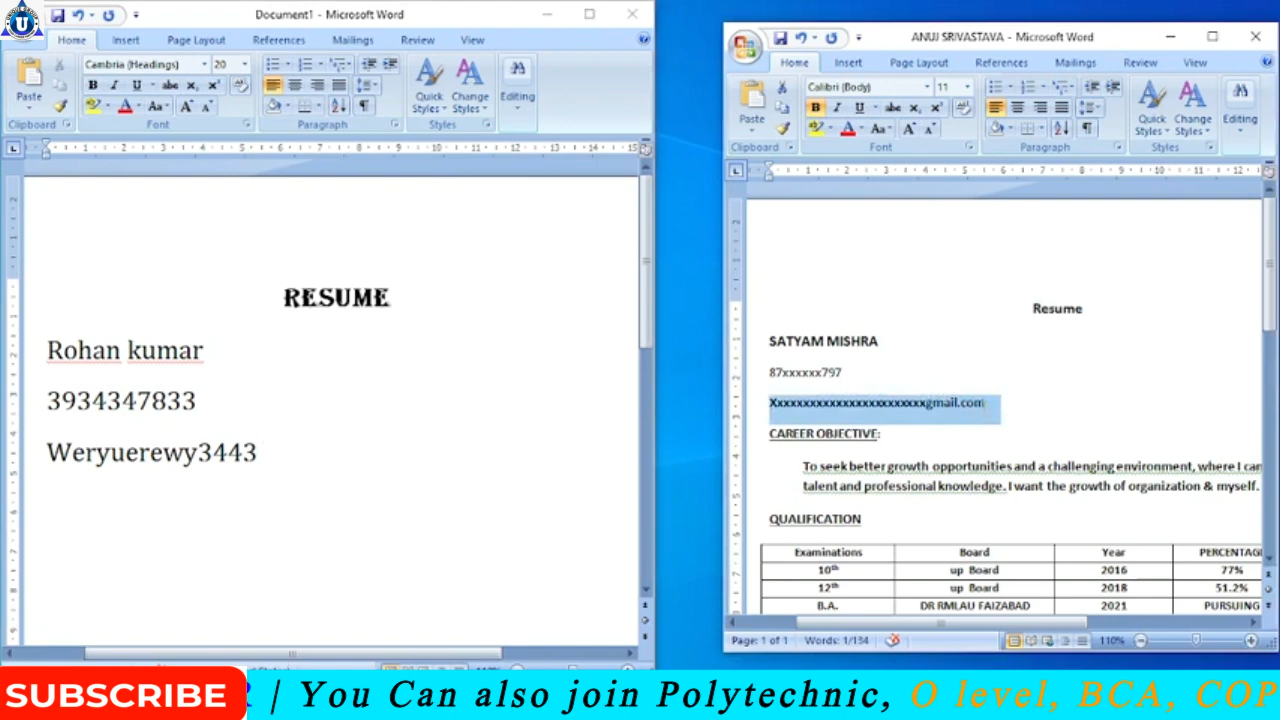 Document1 - Microsoft Word
Home Insert Page Layout References Mailings Review View
Cambria (Headings) 20
Paste
Quick Styles
Change Styles
Editing
Clipboard Font Paragraph Styles
RESUME
Rohan kumar
3934347833
Weryuerewy3443
ANUJ SRIVASTAVA - Microsoft Word
Home Insert Page Layout References Mailings Review View
Calibri (Body) 11
Paste
Quick Styles
Change Styles
Editing
Clipboard Font Paragraph Styles
Resume
SATYAM MISHRA
87xxxxxx797
CAREER OBJECTIVE:
To seek better growth opportunities and a challenging environment, where I can
talent and professional knowledge. I want the growth of organization & myself.
QUALIFICATION
Examinations Board Year PERCENTAG
10th up Board 2016 77%
12th up Board 2018 51.2%
B.A. DR RMLAU FAIZABAD 2021 PURSUING
Page: 1 of 1 Words: 1/134 110%
SUBSCRIBE
| You Can also join Polytechnic, O level, BCA, COP